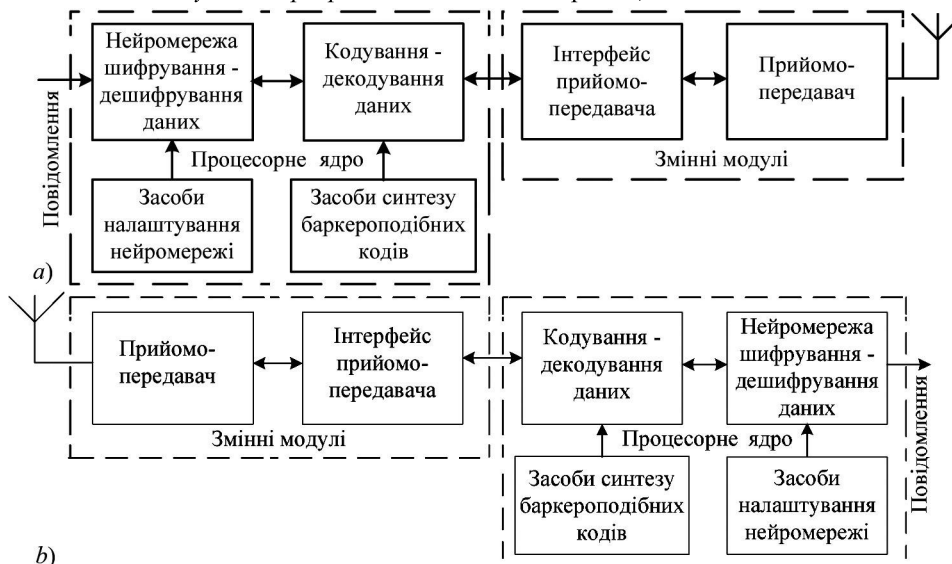 Нейромережа
шифрування -
дешифрування
даних
Кодування -
декодування
даних
Інтерфейс
прийомо-
передавача
Прийомо-
передавач
Повідомлення
Процесорне ядро
Змінні модулі
Засоби
налаштування
нейромережі
Засоби синтезу
баркероподібних
кодів
a)
Прийомо-
передавач
Інтерфейс
прийомо-
передавача
Кодування -
декодування
даних
Нейромережа
шифрування -
дешифрування
даних
Повідомлення
Змінні модулі
Процесорне ядро
Засоби синтезу
баркероподібних
кодів
Засоби
налаштування
нейромережі
b)